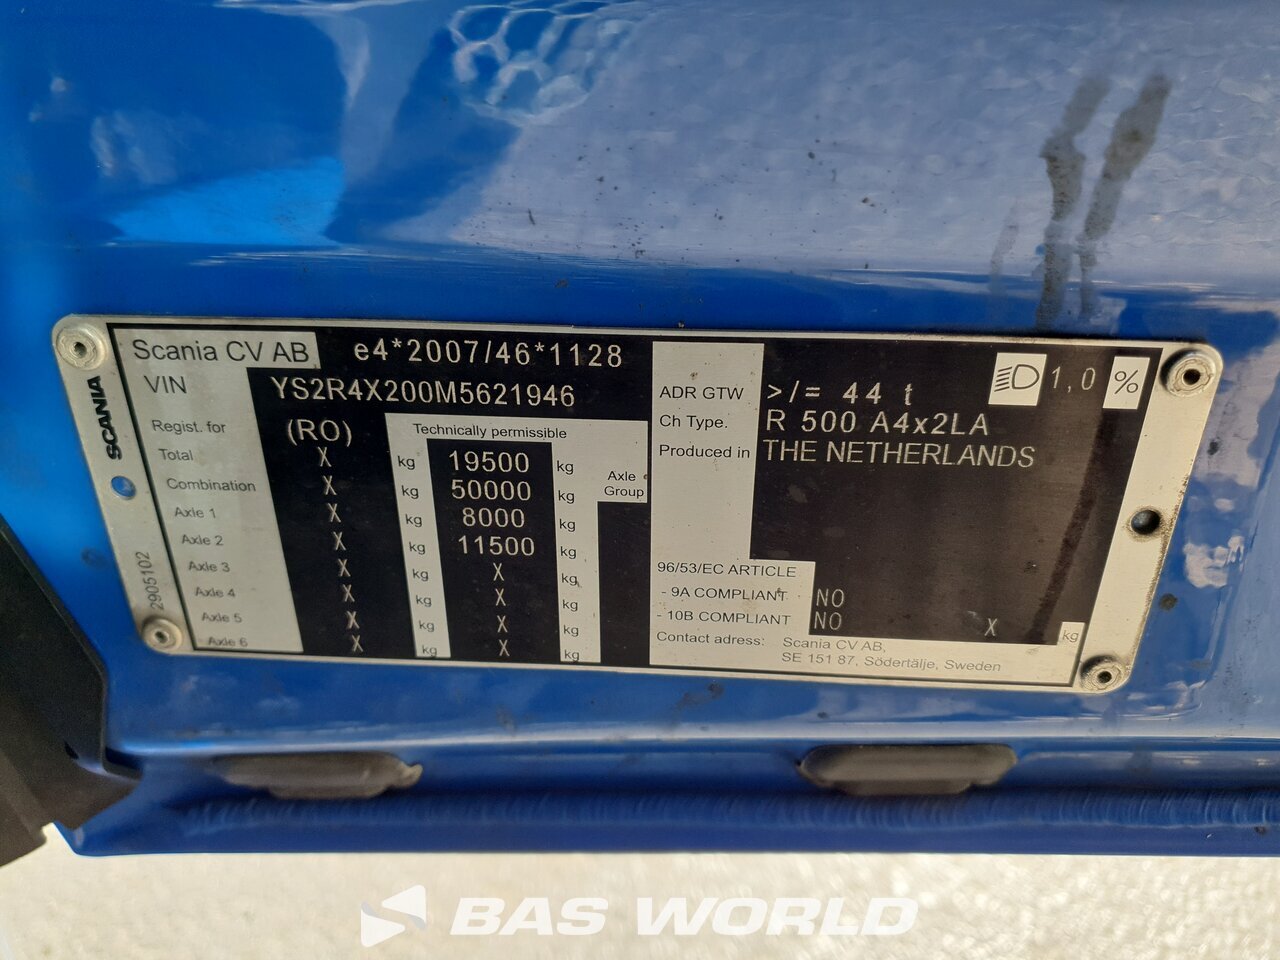 Scania CV AB e4*2007/46*1128
VIN YS2R4X200M5621946
SCANIA
2905102
Regist. for (RO) Technically permissible
Total X kg 19500 kg Axle Group
Combination X kg 50000 kg
Axle 1 X kg 8000 kg
Axle 2 X kg 11500 kg
Axle 3 X kg X kg
Axle 4 X kg X kg
Axle 5 X kg X kg
Axle 6 X kg X kg
ADR GTW >/= 44 t 1,0 %
Ch Type. R 500 A4x2LA
Produced in THE NETHERLANDS
96/53/EC ARTICLE
- 9A COMPLIANT NO
- 10B COMPLIANT NO X kg
Contact adress: Scania CV AB,
SE 151 87, Södertälje, Sweden
BAS WORLD